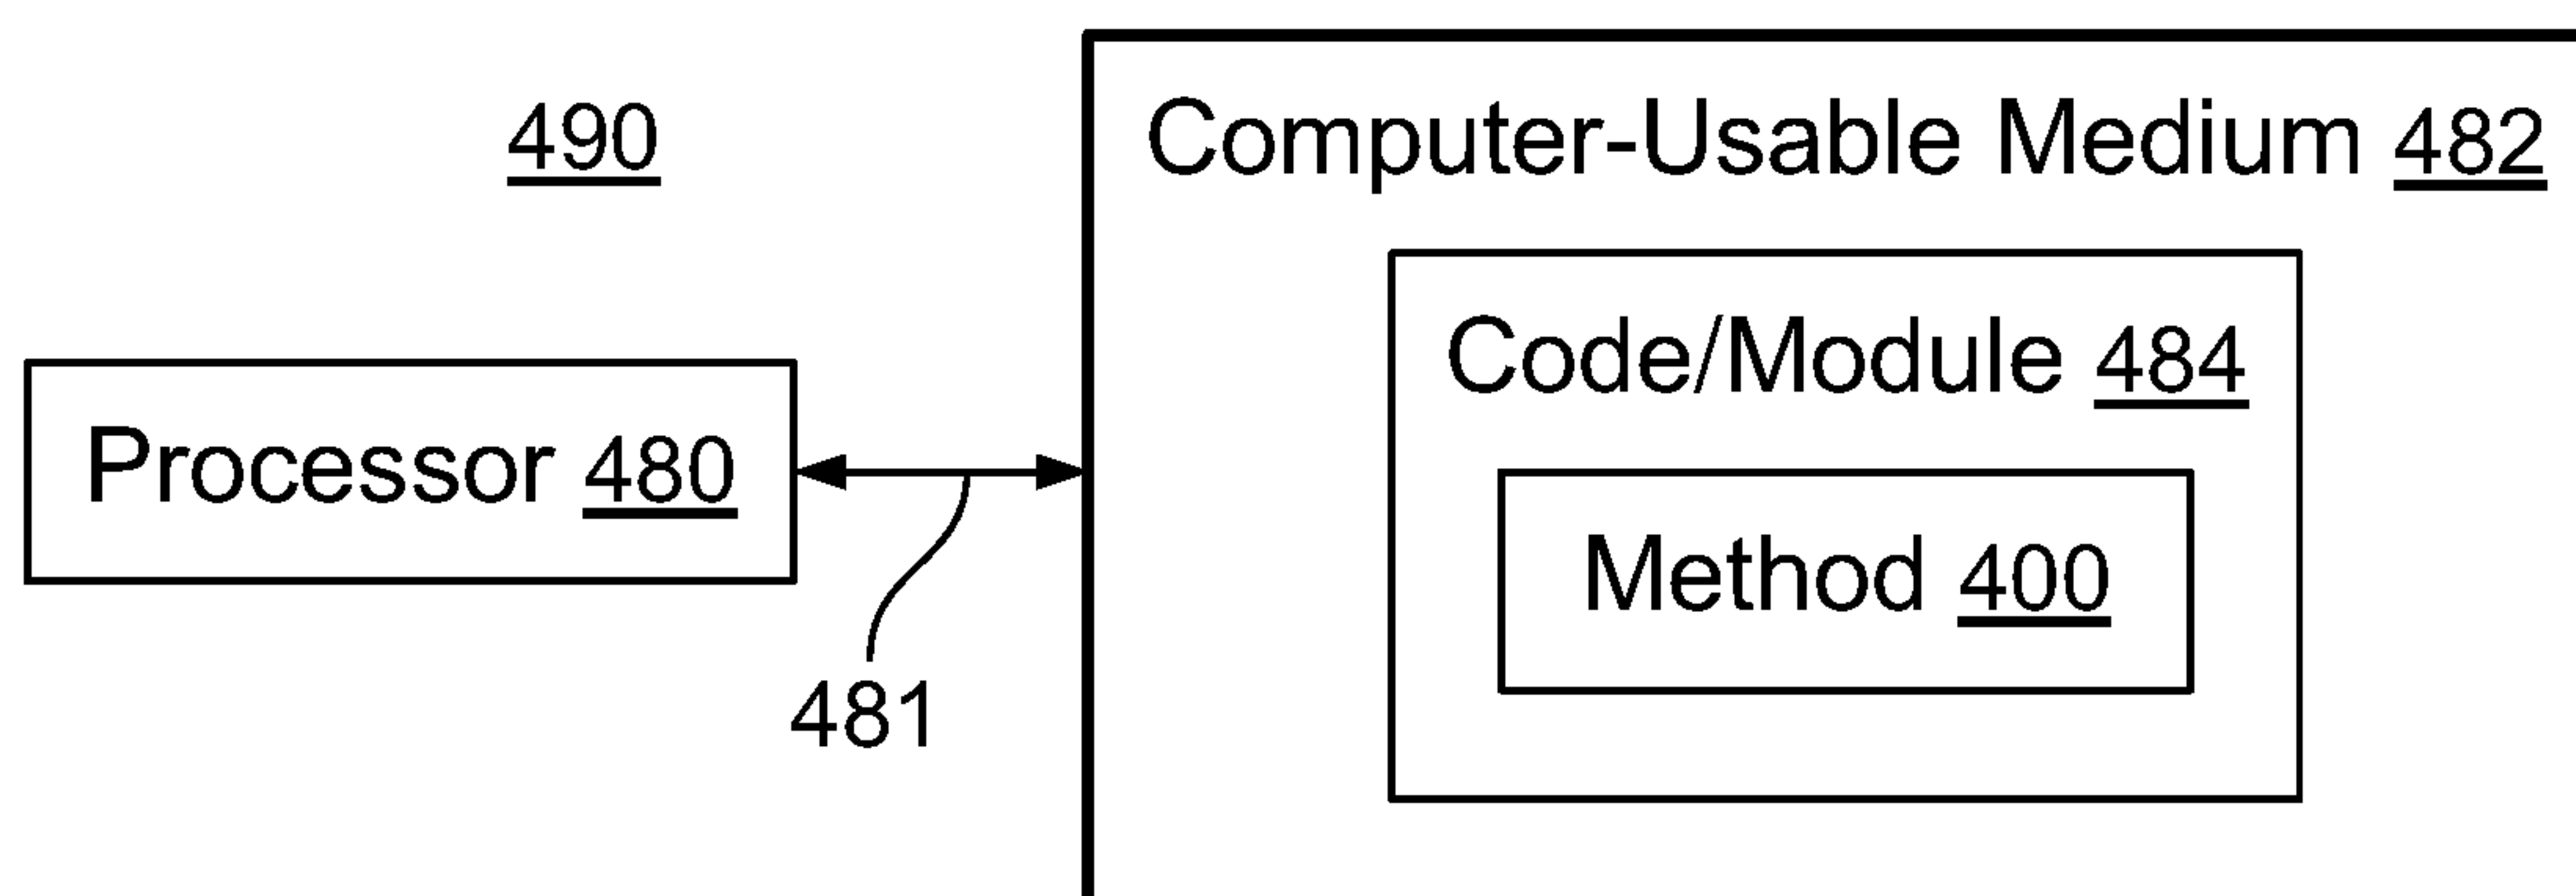 490
Computer-Usable Medium 482
Code/Module 484
Processor 480
Method 400
481